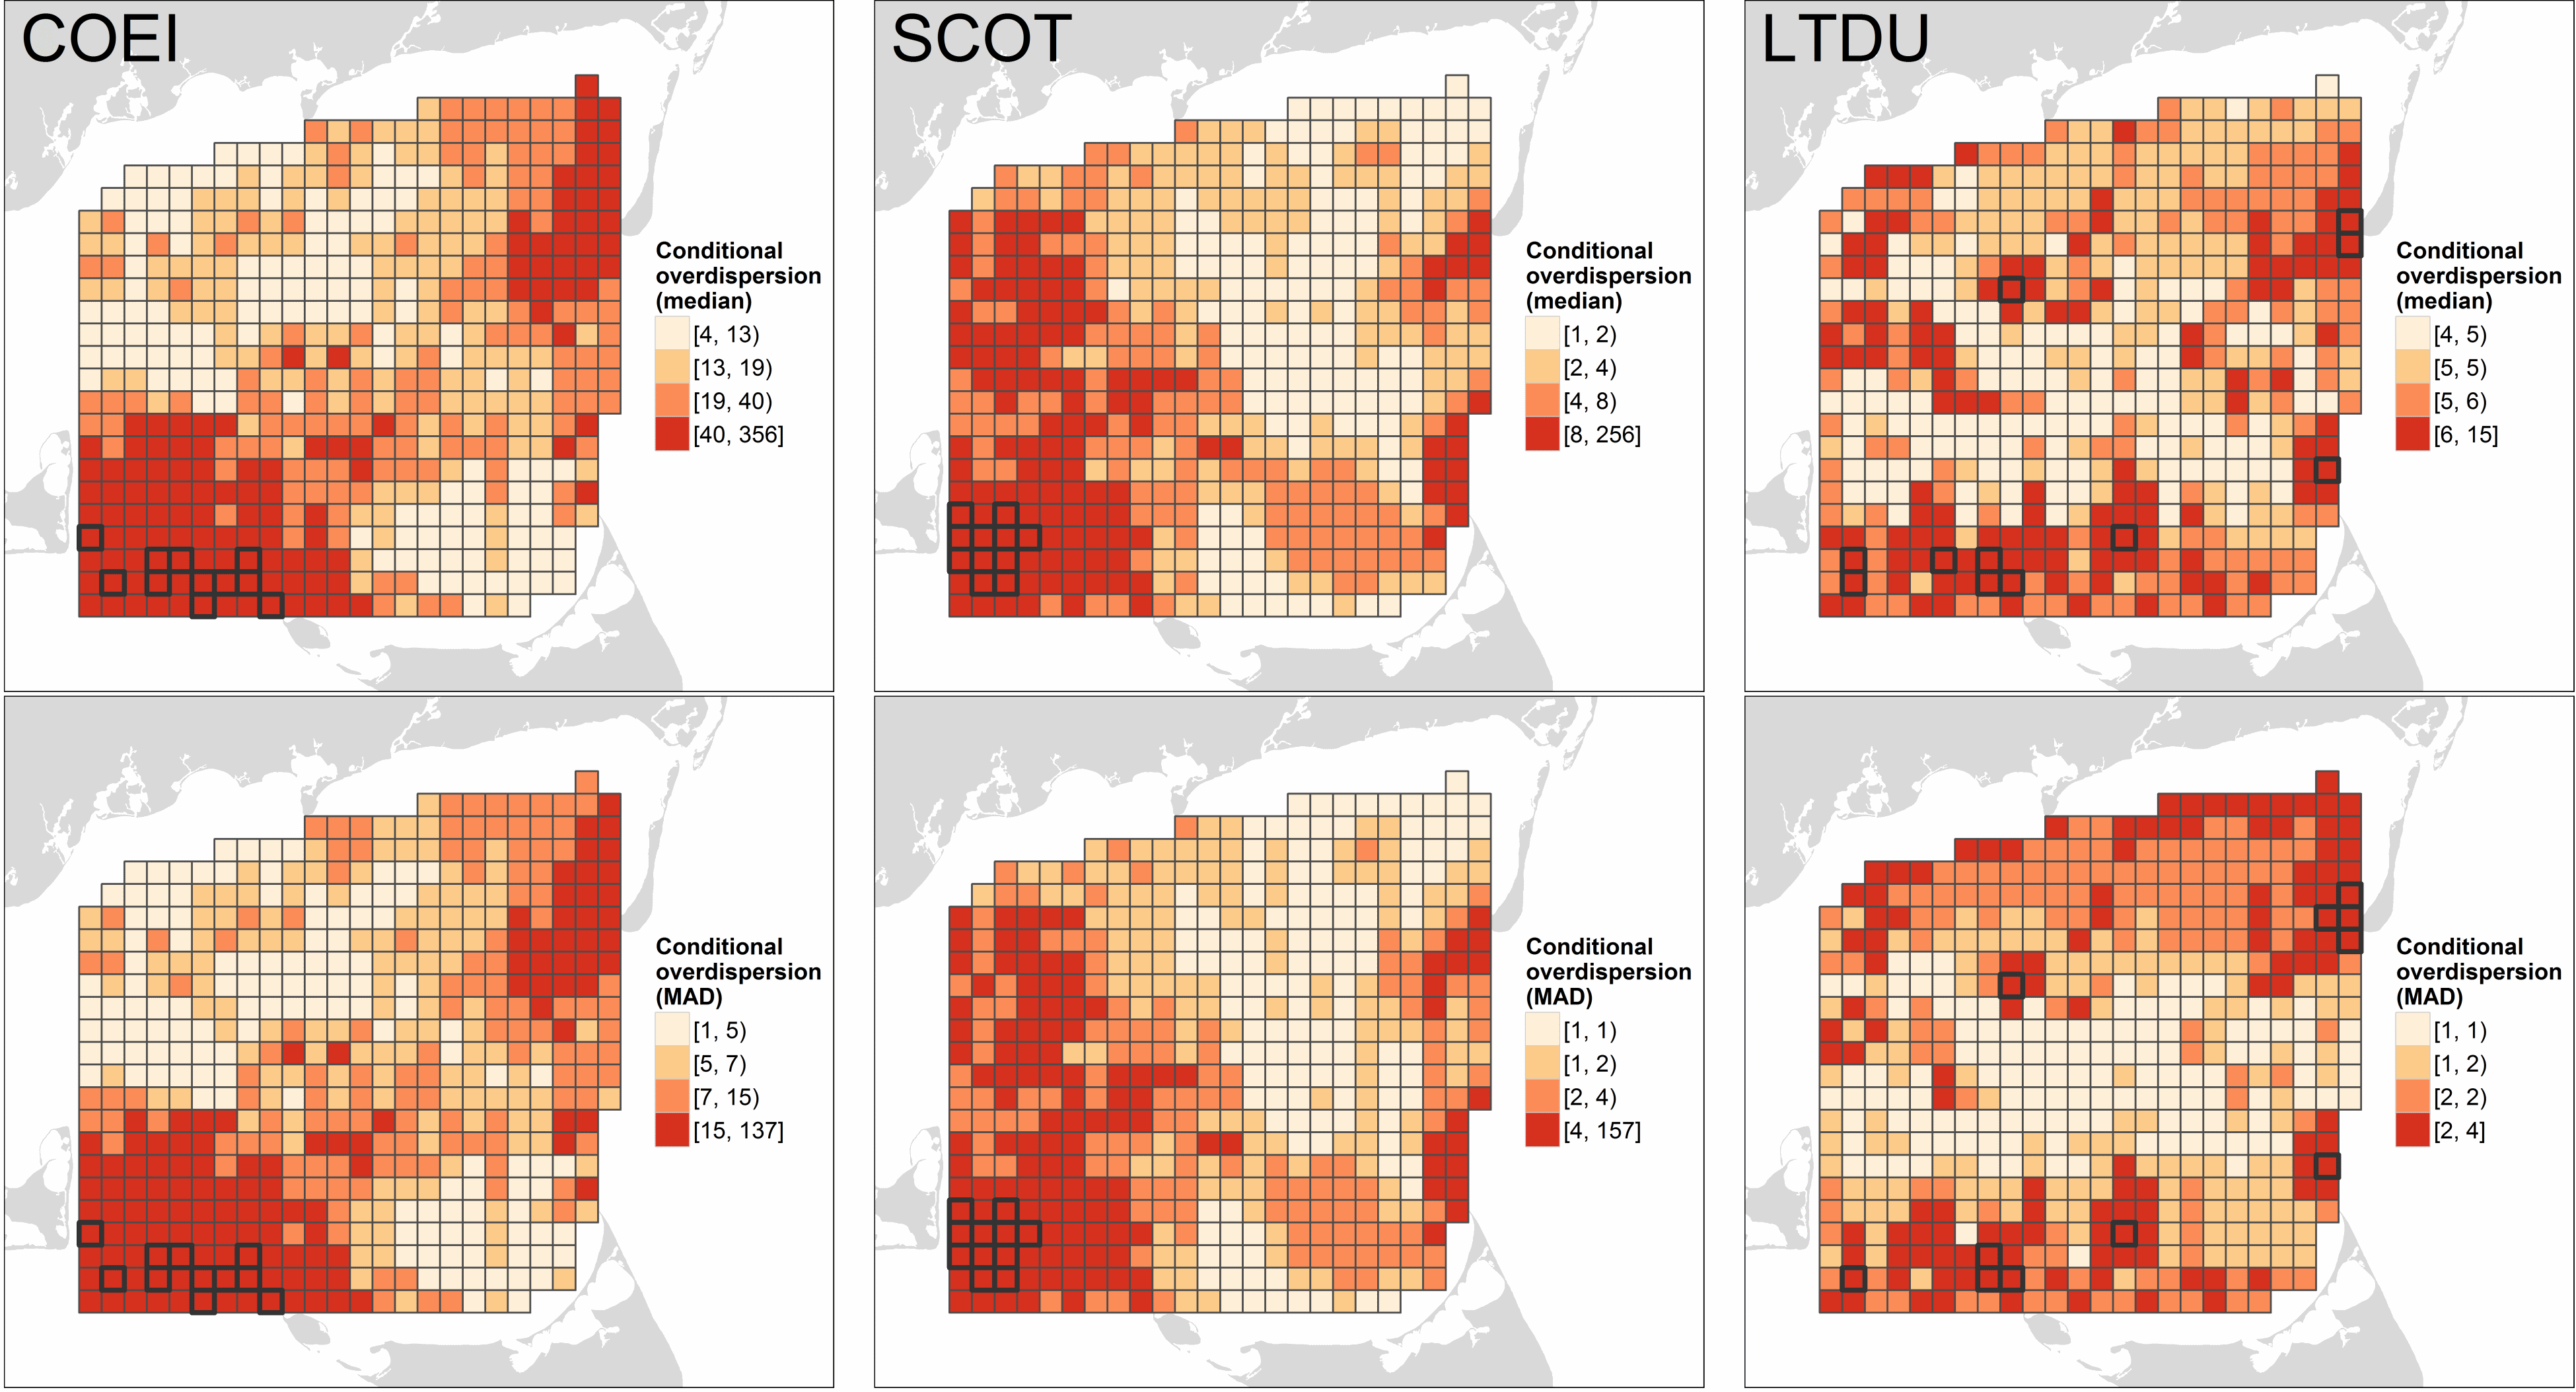 COEI
Conditional
overdispersion
(median)
[4, 13)
[13, 19)
[19, 40)
[40, 356]
SCOT
Conditional
overdispersion
(median)
[1, 2)
[2, 4)
[4, 8)
[8, 256]
LTDU
Conditional
overdispersion
(median)
[4, 5)
[5, 5)
[5, 6)
[6, 15]
Conditional
overdispersion
(MAD)
[1, 5)
[5, 7)
[7, 15)
[15, 137]
Conditional
overdispersion
(MAD)
[1, 1)
[1, 2)
[2, 4)
[4, 157]
Conditional
overdispersion
(MAD)
[1, 1)
[1, 2)
[2, 2)
[2, 4]